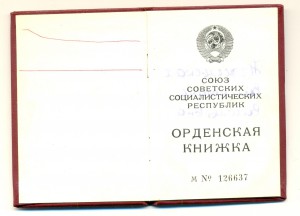 СОЮЗ
СОВЕТСКИХ
СОЦИАЛИСТИЧЕСКИХ
РЕСПУБЛИК
ОРДЕНСКАЯ
КНИЖКА
М № 126637